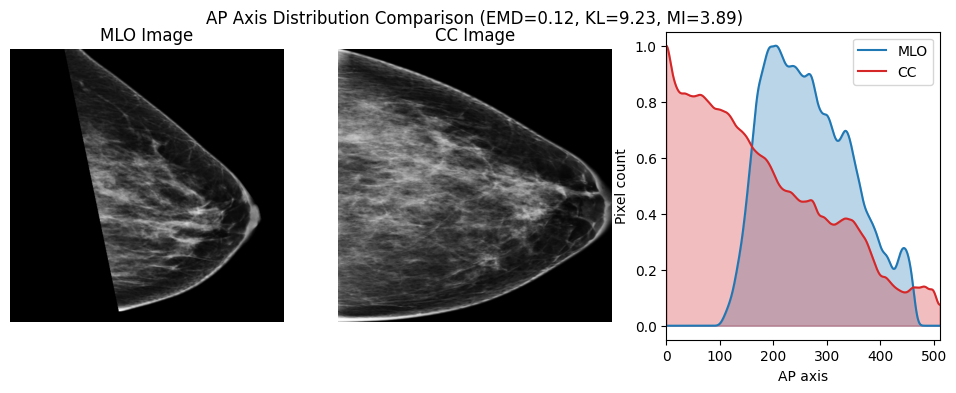 AP Axis Distribution Comparison (EMD=0.12, KL=9.23, MI=3.89)
MLO Image
CC Image
MLO
CC
Pixel count
1.0
0.8
0.6
0.4
0.2
0.0
0 100 200 300 400 500
AP axis